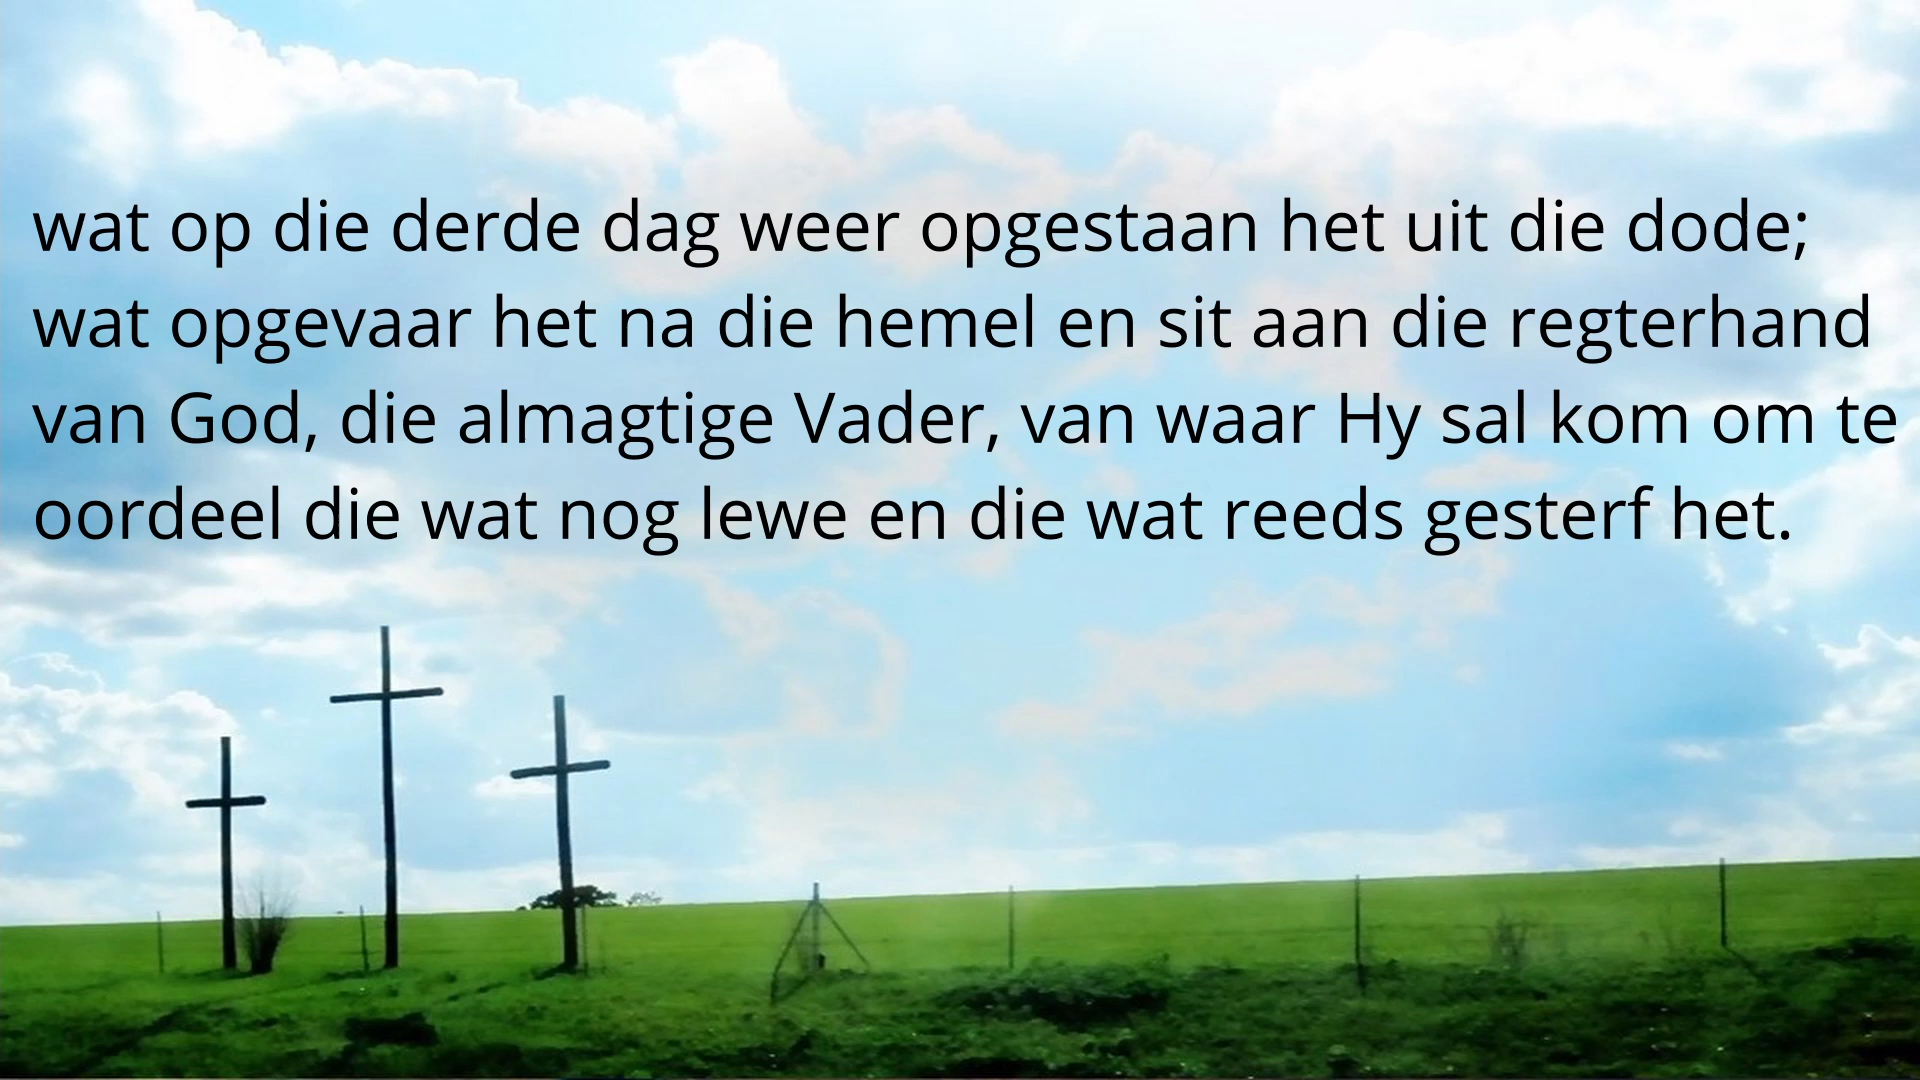 wat op die derde dag weer opgestaan het uit die dode;
wat opgevaar het na die hemel en sit aan die regterhand
van God, die almagtige Vader, van waar Hy sal kom om te
oordeel die wat nog lewe en die wat reeds gesterf het.